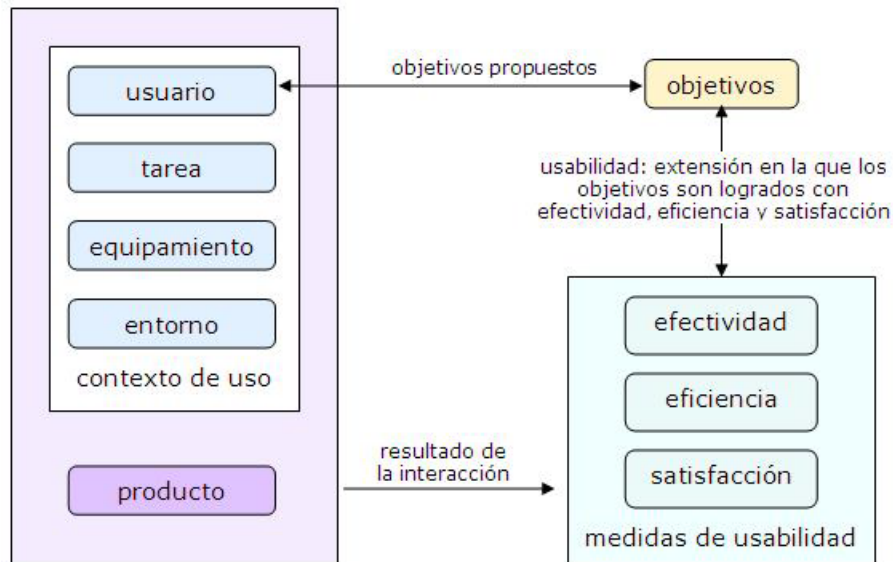 usuario
tarea
equipamiento
entorno
contexto de uso
producto
objetivos propuestos
objetivos
usabilidad: extensión en la que los
objetivos son logrados con
efectividad, eficiencia y satisfacción
resultado de
la interacción
efectividad
eficiencia
satisfacción
medidas de usabilidad